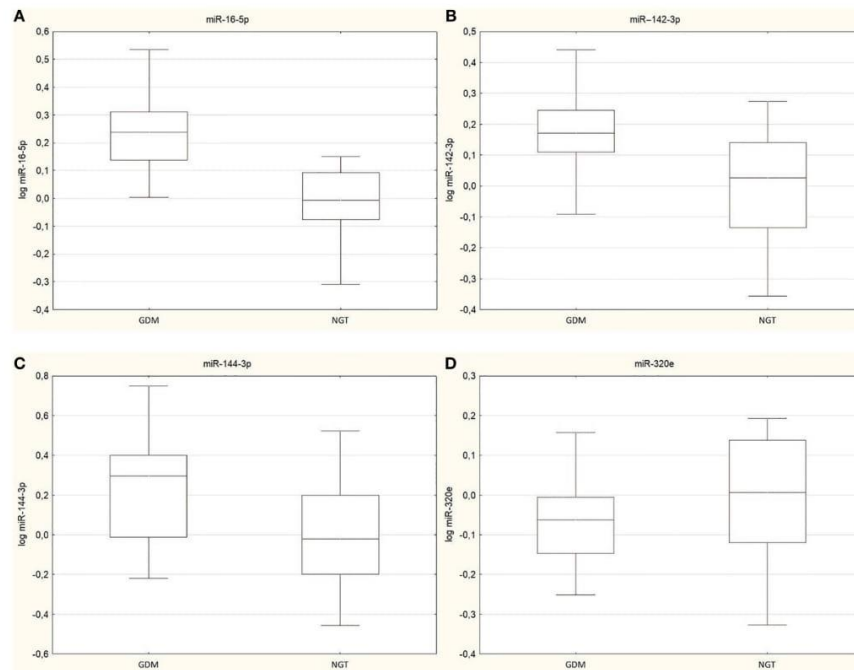 A
miR-16-5p
0,6
0,5
0,4
0,3
0,2
0,1
0,0
-0,1
-0,2
-0,3
-0,4
log miR-16-5p
GDM
NGT
B
miR–142-3p
0,5
0,4
0,3
0,2
0,1
0,0
-0,1
-0,2
-0,3
-0,4
log miR-142-3p
GDM
NGT
C
miR-144-3p
0,8
0,6
0,4
0,2
0,0
-0,2
-0,4
-0,6
log miR-144-3p
GDM
NGT
D
miR-320e
0,3
0,2
0,1
0,0
-0,1
-0,2
-0,3
-0,4
log miR-320e
GDM
NGT